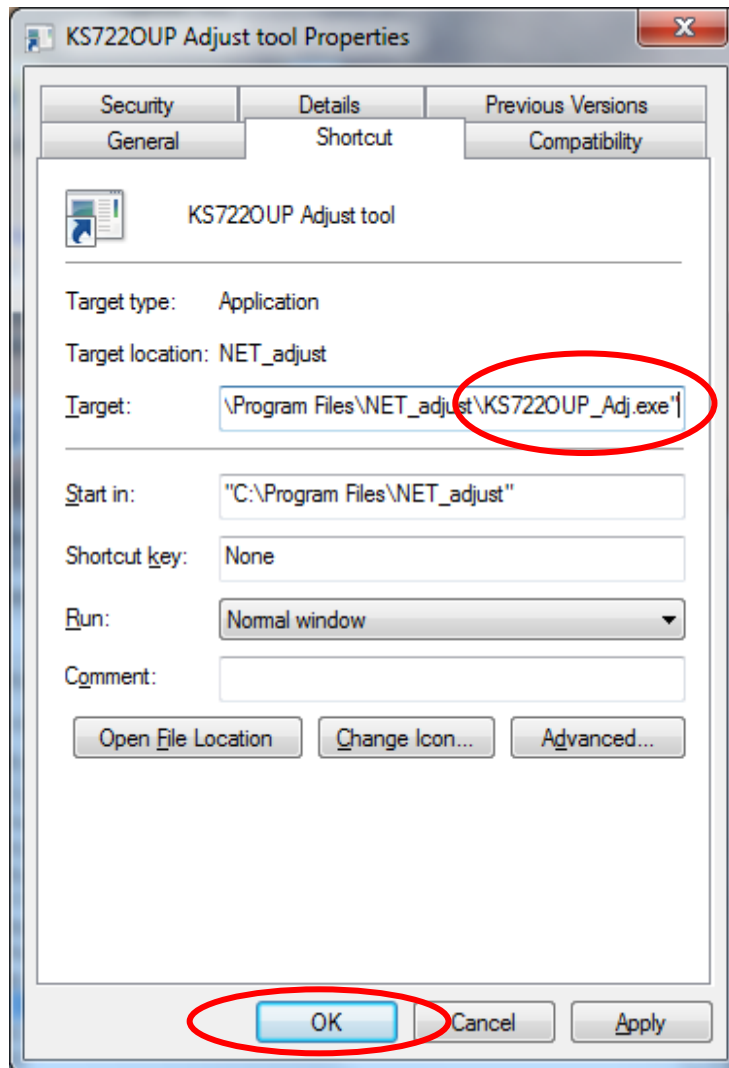 KS722OUP Adjust tool Properties
Security Details Previous Versions
General Shortcut Compatibility
KS722OUP Adjust tool
Target type: Application
Target location: NET_adjust
Target: \Program Files\NET_adjust\KS722OUP_Adj.exe"
Start in: "C:\Program Files\NET_adjust"
Shortcut key: None
Run: Normal window
Comment:
Open File Location Change Icon... Advanced...
OK Cancel Apply